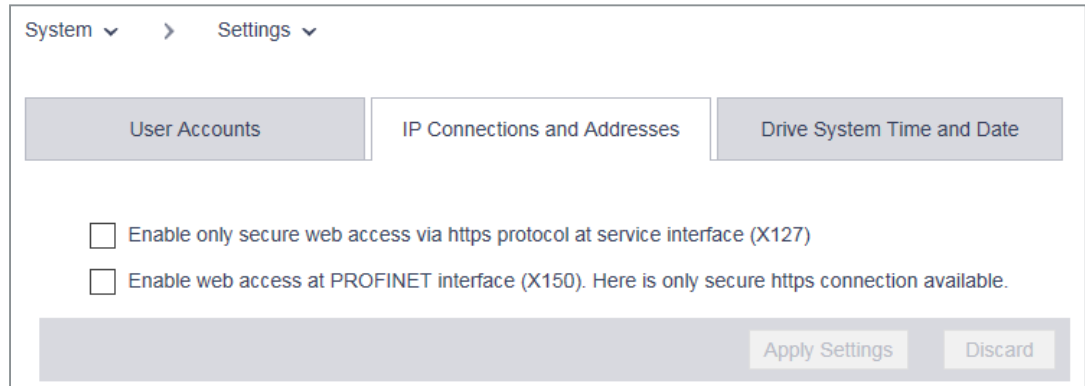 System > Settings
User Accounts
IP Connections and Addresses
Drive System Time and Date
Enable only secure web access via https protocol at service interface (X127)
Enable web access at PROFINET interface (X150). Here is only secure https connection available.
Apply Settings
Discard